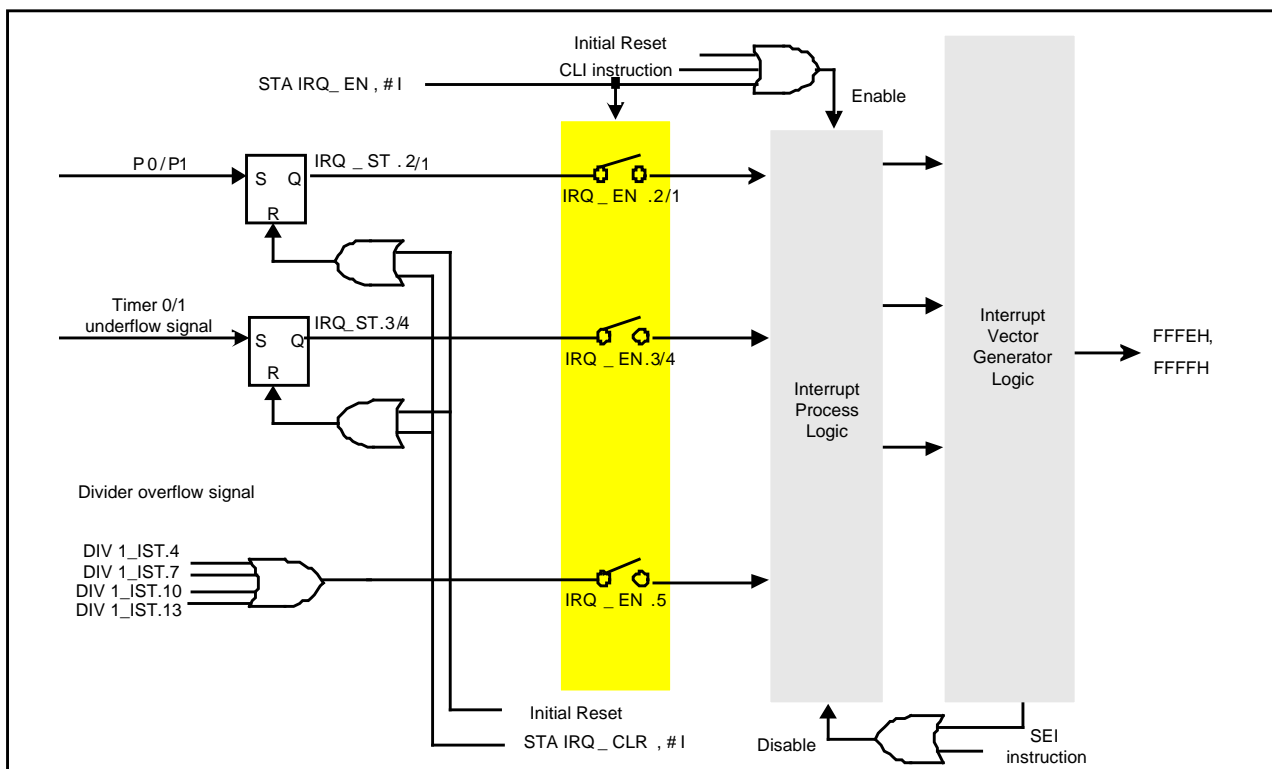 Initial Reset
CLI instruction
STA IRQ_ EN , # I
Enable
P 0 / P1
IRQ _ ST . 2/1
S Q
R
IRQ _ EN . 2/1
Timer 0/1
underflow signal
IRQ_ST.3/4
S Q
R
IRQ _ EN.3/4
Interrupt
Process
Logic
Interrupt
Vector
Generator
Logic
FFFEH,
FFFFH
Divider overflow signal
DIV 1_IST.4
DIV 1_IST.7
DIV 1_IST.10
DIV 1_IST.13
IRQ _ EN . 5
Initial Reset
STA IRQ_ CLR , # I
Disable
SEI
instruction